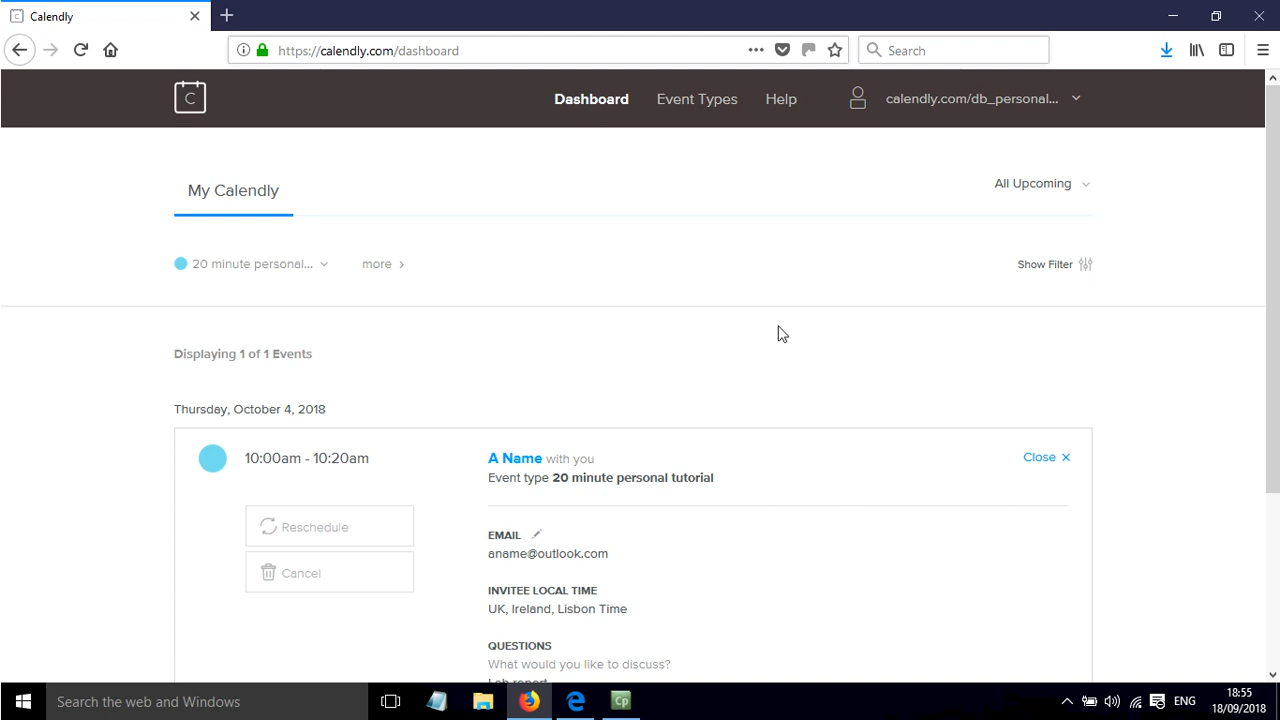 Calendly
https://calendly.com/dashboard
Search
C
Dashboard
Event Types
Help
calendly.com/db_personal...
My Calendly
All Upcoming
20 minute personal...
more
Show Filter
Displaying 1 of 1 Events
Thursday, October 4, 2018
10:00am - 10:20am
A Name with you
Close
Event type 20 minute personal tutorial
Reschedule
Cancel
EMAIL
aname@outlook.com
INVITEE LOCAL TIME
UK, Ireland, Lisbon Time
QUESTIONS
What would you like to discuss?
Lab report
Search the web and Windows
Cp
ENG
18:55
18/09/2018